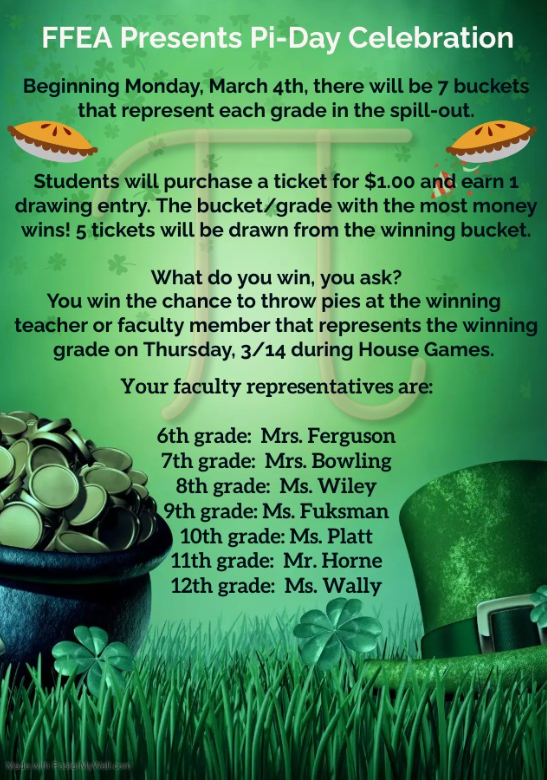 FFEA Presents Pi-Day Celebration
Beginning Monday, March 4th, there will be 7 buckets
that represent each grade in the spill-out.
Students will purchase a ticket for $1.00 and earn 1
drawing entry. The bucket/grade with the most money
wins! 5 tickets will be drawn from the winning bucket.
What do you win, you ask?
You win the chance to throw pies at the winning
teacher or faculty member that represents the winning
grade on Thursday, 3/14 during House Games.
Your faculty representatives are:
6th grade: Mrs. Ferguson
7th grade: Mrs. Bowling
8th grade: Ms. Wiley
9th grade: Ms. Fuksman
10th grade: Ms. Platt
11th grade: Mr. Horne
12th grade: Ms. Wally
Made with PosterMyWall.com